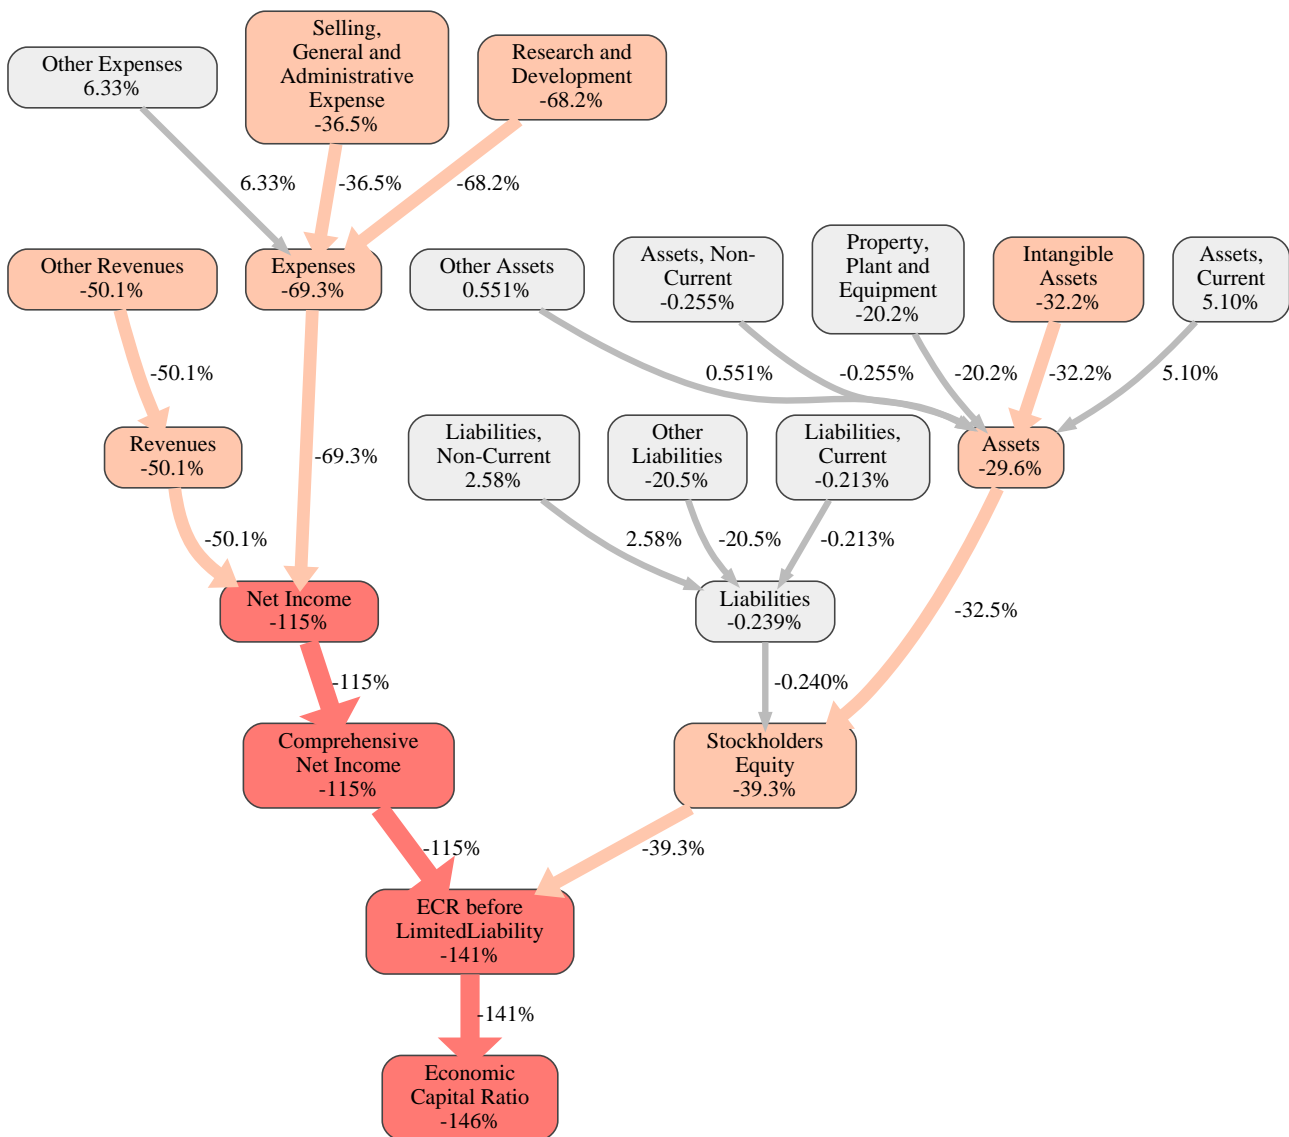 Selling,
General and
Administrative
Expense
-36.5%
Other Expenses
6.33%
Research and
Development
-68.2%
6.33%
-36.5%
-68.2%
Other Revenues
-50.1%
Expenses
-69.3%
Other Assets
0.551%
Assets, Non-
Current
-0.255%
Property,
Plant and
Equipment
-20.2%
Intangible
Assets
-32.2%
Assets,
Current
5.10%
-50.1%
0.551%
-0.255%
-20.2%
-32.2%
5.10%
Revenues
-50.1%
-69.3%
Liabilities,
Non-Current
2.58%
Other
Liabilities
-20.5%
Liabilities,
Current
-0.213%
Assets
-29.6%
-50.1%
2.58%
-20.5%
-0.213%
Net Income
-115%
Liabilities
-0.239%
-32.5%
-115%
-0.240%
Comprehensive
Net Income
-115%
Stockholders
Equity
-39.3%
-115%
-39.3%
ECR before
LimitedLiability
-141%
-141%
Economic
Capital Ratio
-146%